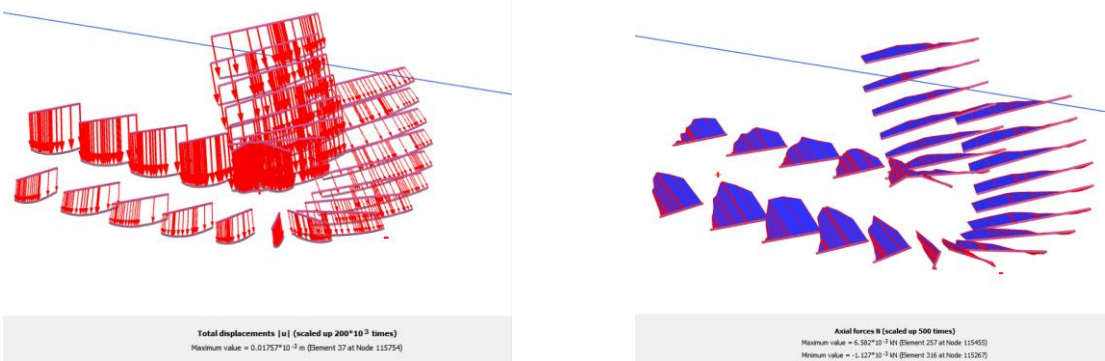 Total displacements |u| (scaled up 200*10³ times)
Maximum value = 0.01757*10⁻³ m (Element 37 at Node 115754)
Axial forces N (scaled up 500 times)
Maximum value = 6.582*10⁻³ kN (Element 257 at Node 115455)
Minimum value = -1.127*10⁻³ kN (Element 316 at Node 115267)